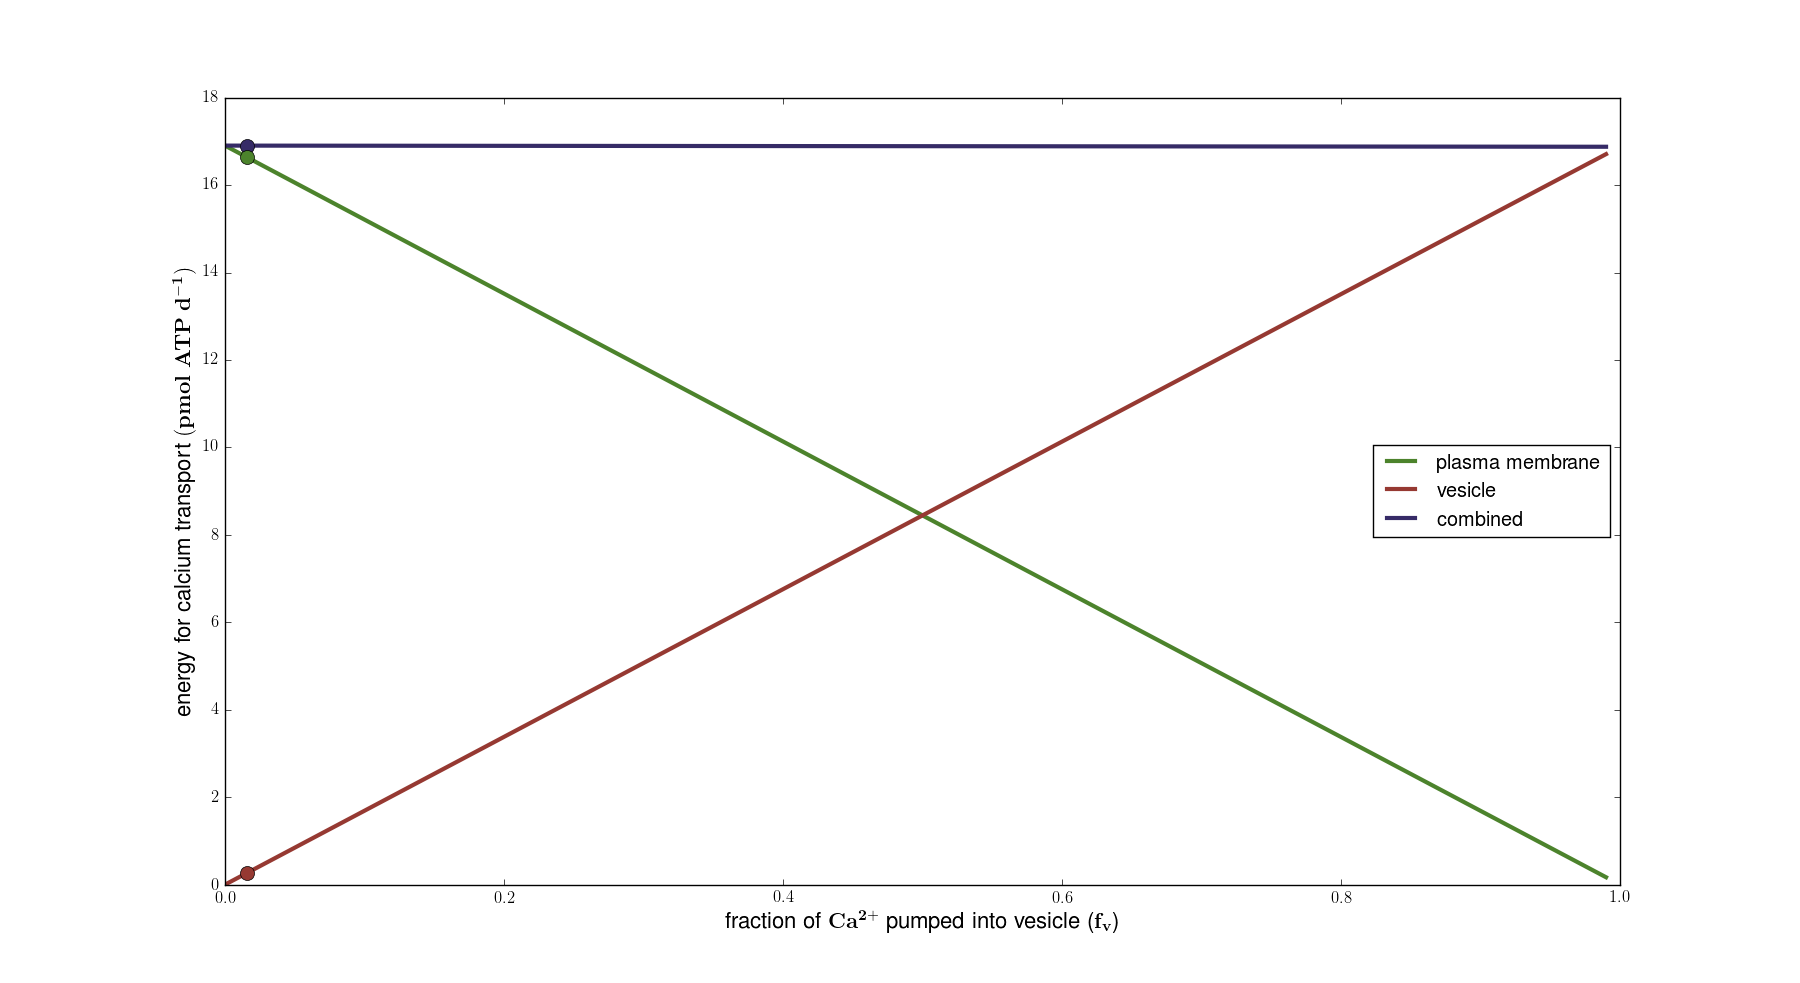 18
16
14
12
10
8
6
4
2
0
energy for calcium transport (pmol ATP d⁻¹)
plasma membrane
vesicle
combined
0.0 0.2 0.4 0.6 0.8 1.0
fraction of Ca²⁺ pumped into vesicle (fᵥ)